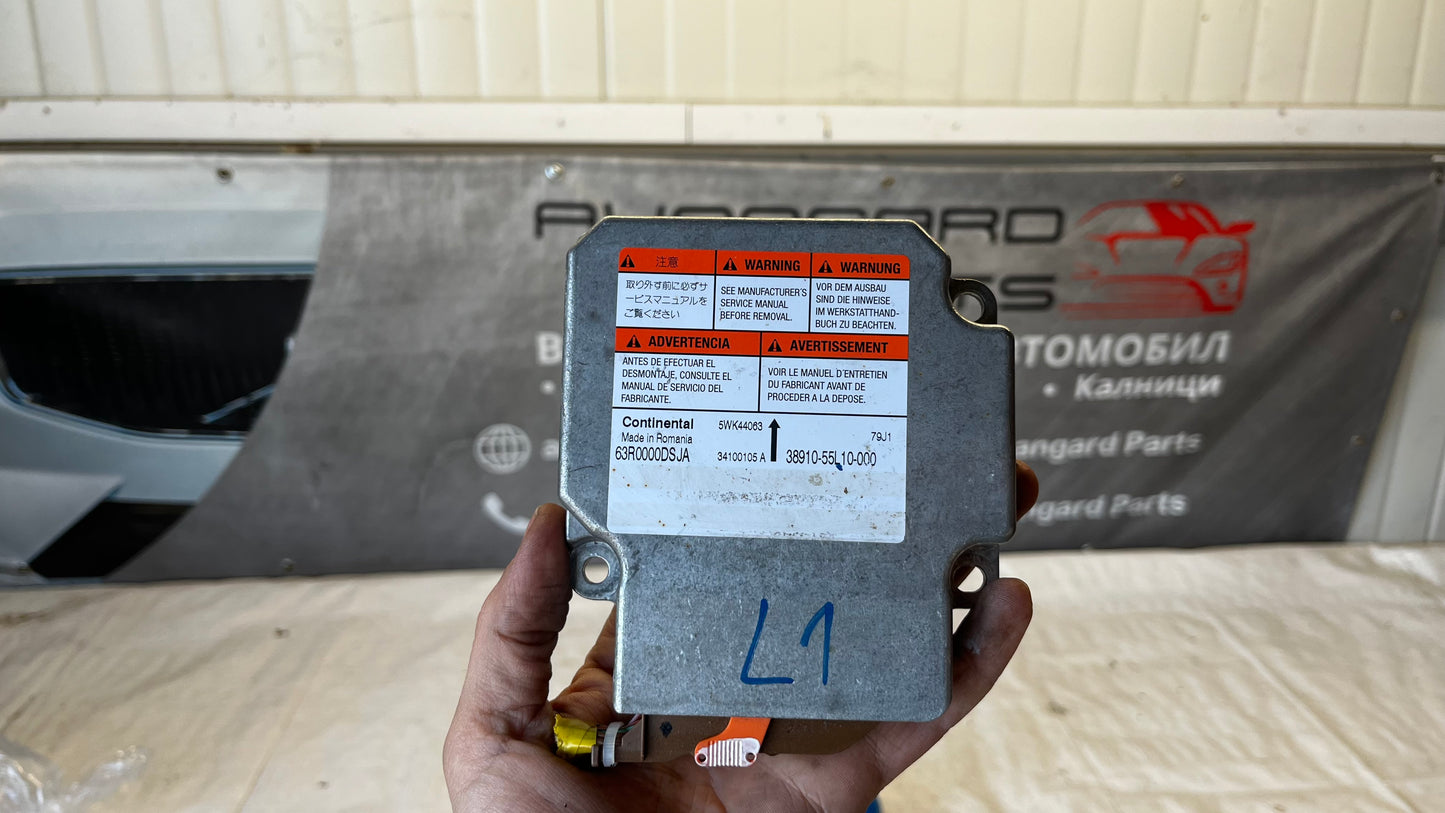 注意
取り外す前に必ずサ
ービスマニュアルを
ご覧ください
WARNING
SEE MANUFACTURER'S
SERVICE MANUAL
BEFORE REMOVAL.
WARNUNG
VOR DEM AUSBAU
SIND DIE HINWEISE
IM WERKSTATTHAND-
BUCH ZU BEACHTEN.
ADVERTENCIA
ANTES DE EFECTUAR EL
DESMONTAJE, CONSULTE EL
MANUAL DE SERVICIO DEL
FABRICANTE.
AVERTISSEMENT
VOIR LE MANUEL D'ENTRETIEN
DU FABRICANT AVANT DE
PROCEDER A LA DEPOSE.
Continental 5WK44063 79J1
Made in Romania
63R0000DSJA 34100105 A 38910-55L10-000
L1
• Калници
Parts
Parts